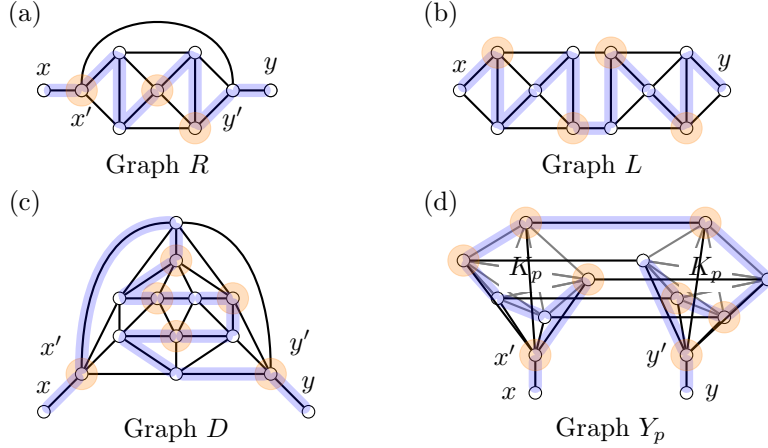 (a)
(b)
x
x′
y′
y
Graph R
x
y
Graph L
(c)
(d)
x′
x
y′
y
Graph D
K_p
K_p
x′
x
y′
y
Graph Y_p